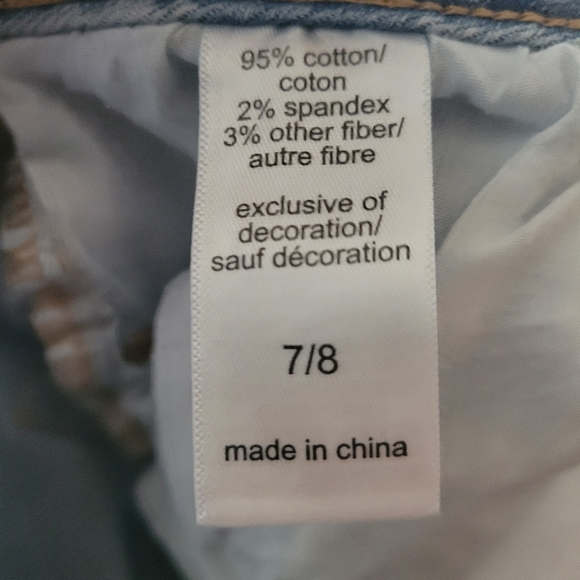 95% cotton/
coton
2% spandex
3% other fiber/
autre fibre
exclusive of
decoration/
sauf décoration
7/8
made in china